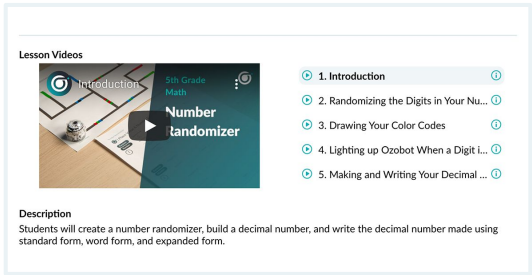 Lesson Videos
Introduction
5th Grade
Math
Number
Randomizer
1. Introduction
2. Randomizing the Digits in Your Nu...
3. Drawing Your Color Codes
4. Lighting up Ozobot When a Digit i...
5. Making and Writing Your Decimal ...
Description
Students will create a number randomizer, build a decimal number, and write the decimal number made using
standard form, word form, and expanded form.